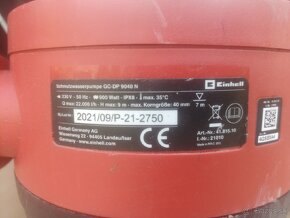 Schmutzwasserpumpe GC-DP 9040 N
Einhell
~ 230 V · 50 Hz 900 Watt · IPX8 max. 35°C
Q max: 22.000 l/h · H max: 9 m · max. Korngröße: 40 mm
7 m
2021/09/P-21-2750
Einhell Germany AG
Wiesenweg 22 · 94405 Landau/Isar
Germany
www.einhell.com
Art.-Nr.: 41.815.10
I.-Nr.: 21010